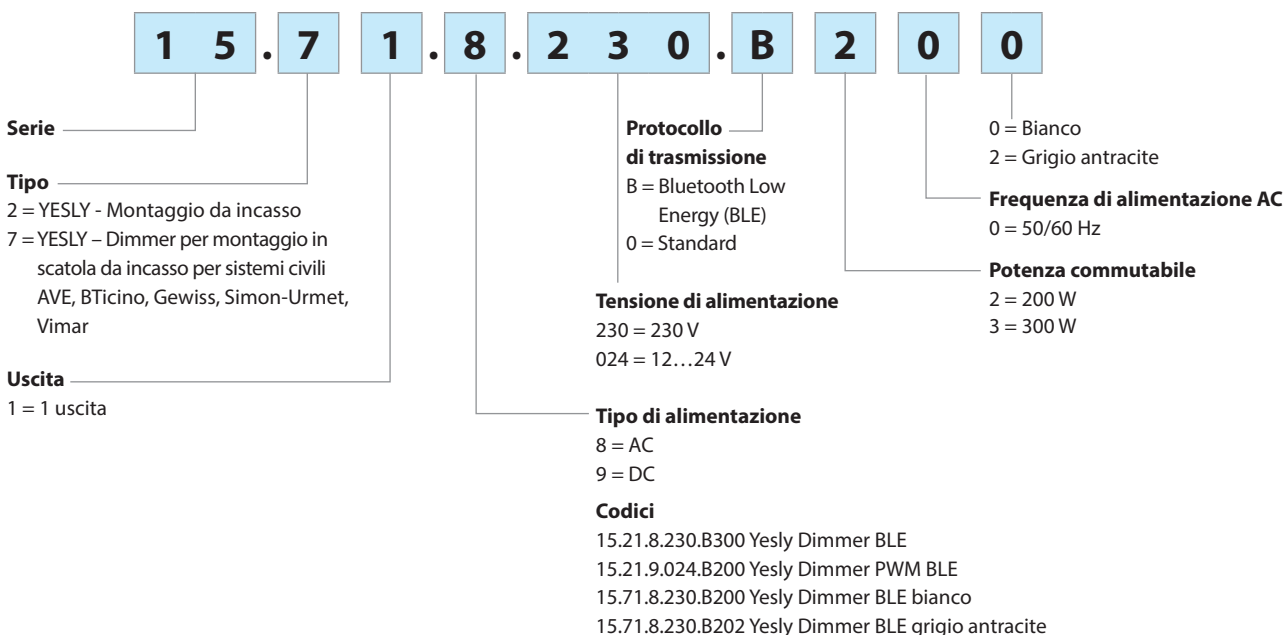 1 5 . 7 1 . 8 . 2 3 0 . B 2 0 0
Serie
Tipo
2 = YESLY - Montaggio da incasso
7 = YESLY – Dimmer per montaggio in
scatola da incasso per sistemi civili
AVE, BTicino, Gewiss, Simon-Urmet,
Vimar
Uscita
1 = 1 uscita
Protocollo
di trasmissione
B = Bluetooth Low
Energy (BLE)
0 = Standard
Tensione di alimentazione
230 = 230 V
024 = 12…24 V
Tipo di alimentazione
8 = AC
9 = DC
Codici
15.21.8.230.B300 Yesly Dimmer BLE
15.21.9.024.B200 Yesly Dimmer PWM BLE
15.71.8.230.B200 Yesly Dimmer BLE bianco
15.71.8.230.B202 Yesly Dimmer BLE grigio antracite
0 = Bianco
2 = Grigio antracite
Frequenza di alimentazione AC
0 = 50/60 Hz
Potenza commutabile
2 = 200 W
3 = 300 W